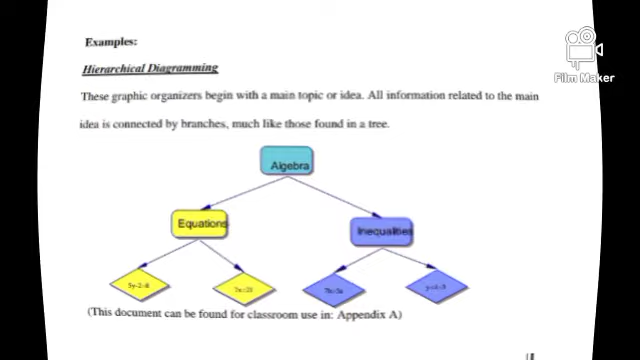 Examples:
Film Maker
Hierarchical Diagramming
These graphic organizers begin with a main topic or idea. All information related to the main
idea is connected by branches, much like those found in a tree.
Algebra
Equations
Inequalities
(This document can be found for classroom use in: Appendix A)